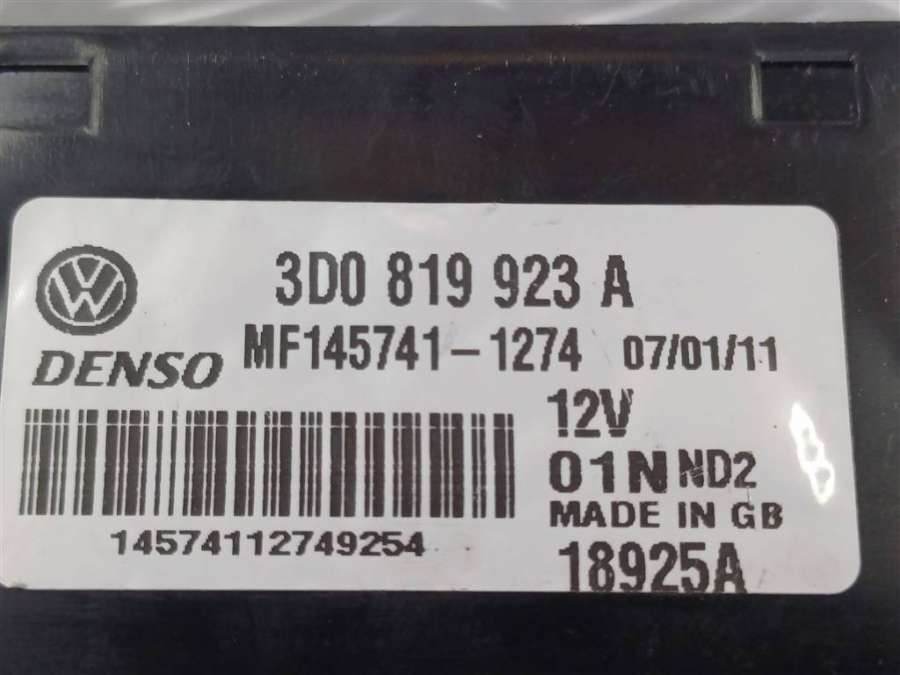 3D0 819 923 A
DENSO
MF145741-1274 07/01/11
12V
01N ND2
MADE IN GB
14574112749254
18925A